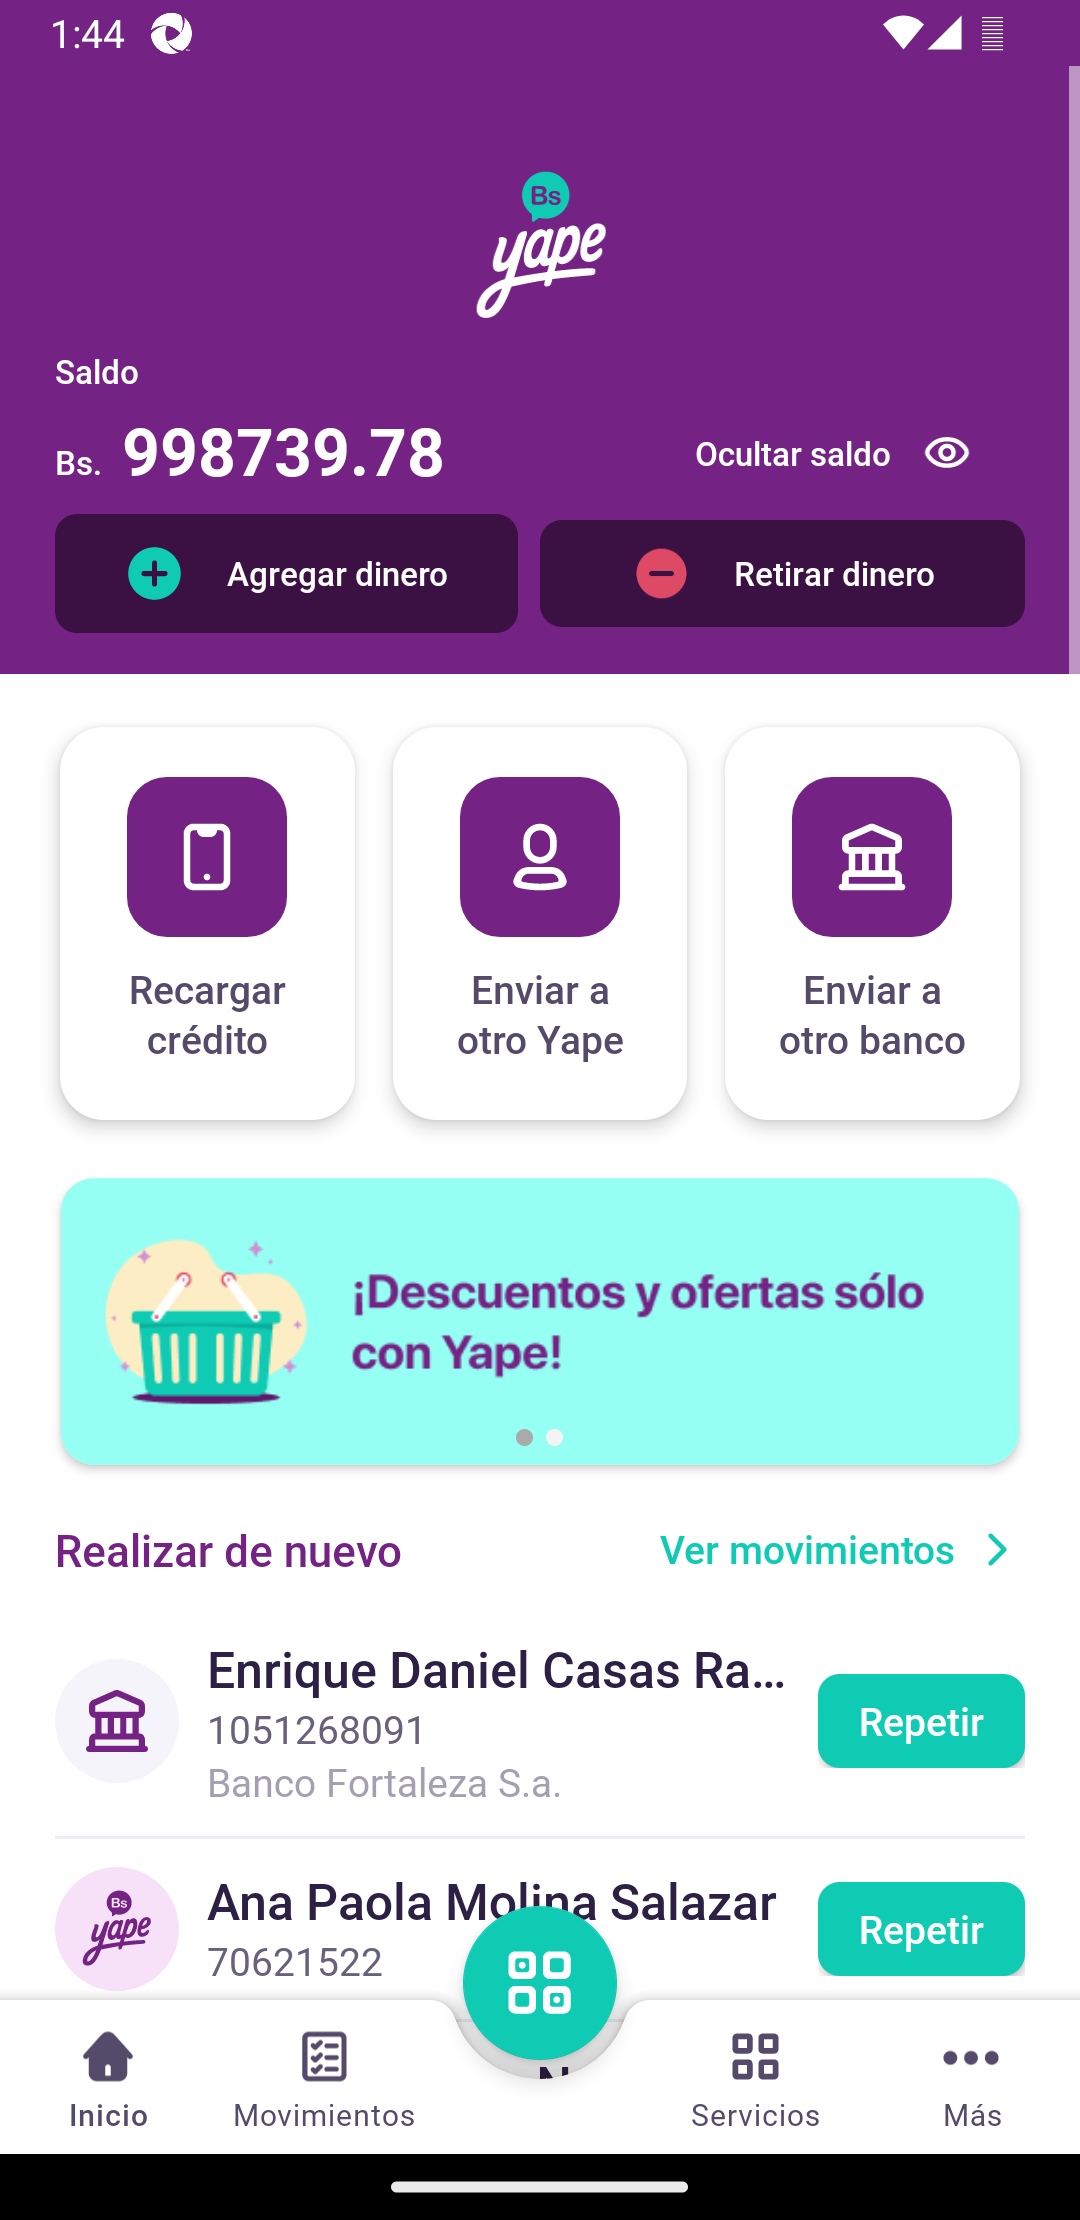 1:44
Bs
yape
Saldo
Bs. 998739.78
Ocultar saldo
Agregar dinero
Retirar dinero
Recargar
crédito
Enviar a
otro Yape
Enviar a
otro banco
¡Descuentos y ofertas sólo
con Yape!
Realizar de nuevo
Ver movimientos
Enrique Daniel Casas Ra...
1051268091
Banco Fortaleza S.a.
Repetir
Bs
yape
Ana Paola Molina Salazar
70621522
Repetir
Inicio
Movimientos
Servicios
Más